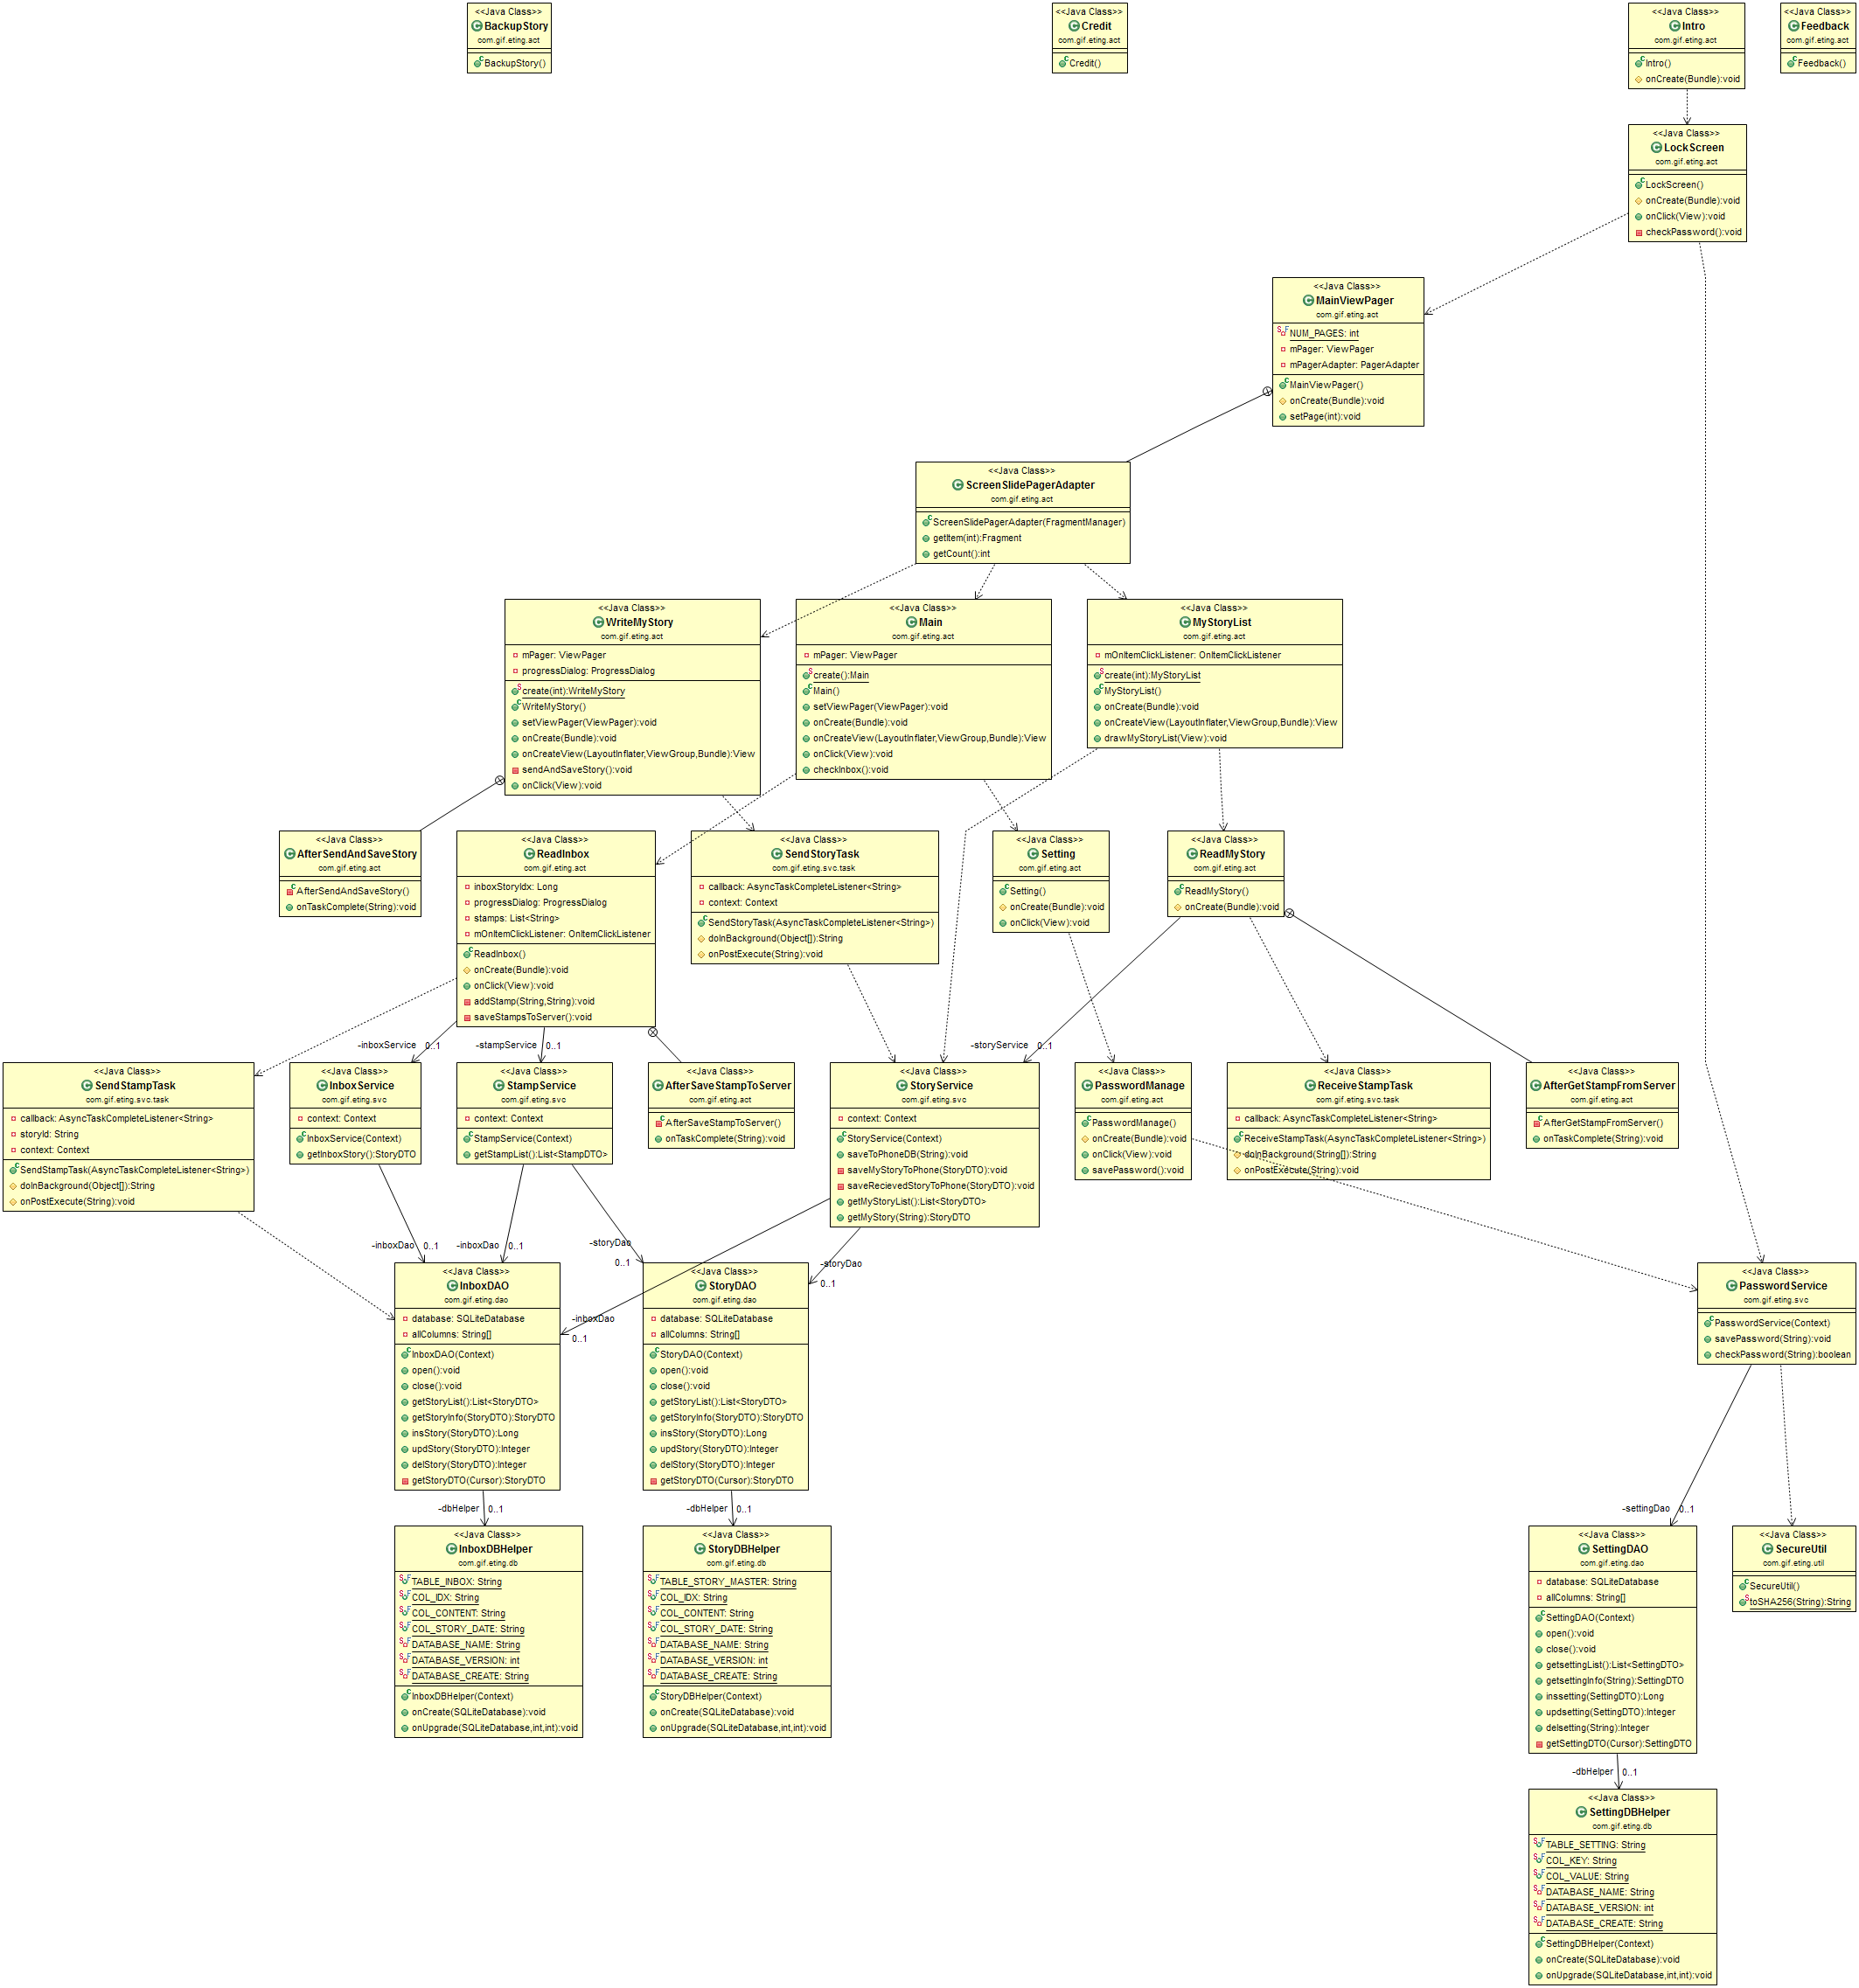 <<Java Class>>
BackupStory
com.gif.eting.act
BackupStory()
<<Java Class>>
Credit
com.gif.eting.act
Credit()
<<Java Class>>
Intro
com.gif.eting.act
Intro()
onCreate(Bundle):void
<<Java Class>>
Feedback
com.gif.eting.act
Feedback()
<<Java Class>>
LockScreen
com.gif.eting.act
LockScreen()
onCreate(Bundle):void
onClick(View):void
checkPassword():void
<<Java Class>>
MainViewPager
com.gif.eting.act
NUM_PAGES: int
mPager: ViewPager
mPagerAdapter: PagerAdapter
MainViewPager()
onCreate(Bundle):void
setPage(int):void
<<Java Class>>
ScreenSlidePagerAdapter
com.gif.eting.act
ScreenSlidePagerAdapter(FragmentManager)
getItem(int):Fragment
getCount():int
<<Java Class>>
WriteMyStory
com.gif.eting.act
mPager: ViewPager
progressDialog: ProgressDialog
create(int):WriteMyStory
WriteMyStory()
setViewPager(ViewPager):void
onCreate(Bundle):void
onCreateView(LayoutInflater,ViewGroup,Bundle):View
sendAndSaveStory():void
onClick(View):void
<<Java Class>>
Main
com.gif.eting.act
mPager: ViewPager
create():Main
Main()
setViewPager(ViewPager):void
onCreate(Bundle):void
onCreateView(LayoutInflater,ViewGroup,Bundle):View
onClick(View):void
checkInbox():void
<<Java Class>>
MyStoryList
com.gif.eting.act
mOnItemClickListener: OnItemClickListener
create(int):MyStoryList
MyStoryList()
onCreate(Bundle):void
onCreateView(LayoutInflater,ViewGroup,Bundle):View
drawMyStoryList(View):void
<<Java Class>>
AfterSendAndSaveStory
com.gif.eting.act
AfterSendAndSaveStory()
onTaskComplete(String):void
<<Java Class>>
ReadInbox
com.gif.eting.act
inboxStoryIdx: Long
progressDialog: ProgressDialog
stamps: List<String>
mOnItemClickListener: OnItemClickListener
ReadInbox()
onCreate(Bundle):void
onClick(View):void
addStamp(String,String):void
saveStampsToServer():void
<<Java Class>>
SendStoryTask
com.gif.eting.svc.task
callback: AsyncTaskCompleteListener<String>
context: Context
SendStoryTask(AsyncTaskCompleteListener<String>)
doInBackground(Object[]):String
onPostExecute(String):void
<<Java Class>>
Setting
com.gif.eting.act
Setting()
onCreate(Bundle):void
onClick(View):void
<<Java Class>>
ReadMyStory
com.gif.eting.act
ReadMyStory()
onCreate(Bundle):void
-inboxService 0..1
-stampService 0..1
-storyService 0..1
<<Java Class>>
SendStampTask
com.gif.eting.svc.task
callback: AsyncTaskCompleteListener<String>
storyId: String
context: Context
SendStampTask(AsyncTaskCompleteListener<String>)
doInBackground(Object[]):String
onPostExecute(String):void
<<Java Class>>
InboxService
com.gif.eting.svc
context: Context
InboxService(Context)
getInboxStory():StoryDTO
<<Java Class>>
StampService
com.gif.eting.svc
context: Context
StampService(Context)
getStampList():List<StampDTO>
<<Java Class>>
AfterSaveStampToServer
com.gif.eting.act
AfterSaveStampToServer()
onTaskComplete(String):void
<<Java Class>>
StoryService
com.gif.eting.svc
context: Context
StoryService(Context)
saveToPhoneDB(String):void
saveMyStoryToPhone(StoryDTO):void
saveRecievedStoryToPhone(StoryDTO):void
getMyStoryList():List<StoryDTO>
getMyStory(String):StoryDTO
<<Java Class>>
PasswordManage
com.gif.eting.act
PasswordManage()
onCreate(Bundle):void
onClick(View):void
savePassword():void
<<Java Class>>
ReceiveStampTask
com.gif.eting.svc.task
callback: AsyncTaskCompleteListener<String>
ReceiveStampTask(AsyncTaskCompleteListener<String>)
doInBackground(String[]):String
onPostExecute(String):void
<<Java Class>>
AfterGetStampFromServer
com.gif.eting.act
AfterGetStampFromServer()
onTaskComplete(String):void
-inboxDao 0..1
-inboxDao 0..1
-storyDao
0..1
-storyDao
0..1
-inboxDao
0..1
<<Java Class>>
InboxDAO
com.gif.eting.dao
database: SQLiteDatabase
allColumns: String[]
InboxDAO(Context)
open():void
close():void
getStoryList():List<StoryDTO>
getStoryInfo(StoryDTO):StoryDTO
insStory(StoryDTO):Long
updStory(StoryDTO):Integer
delStory(StoryDTO):Integer
getStoryDTO(Cursor):StoryDTO
<<Java Class>>
StoryDAO
com.gif.eting.dao
database: SQLiteDatabase
allColumns: String[]
StoryDAO(Context)
open():void
close():void
getStoryList():List<StoryDTO>
getStoryInfo(StoryDTO):StoryDTO
insStory(StoryDTO):Long
updStory(StoryDTO):Integer
delStory(StoryDTO):Integer
getStoryDTO(Cursor):StoryDTO
<<Java Class>>
PasswordService
com.gif.eting.svc
PasswordService(Context)
savePassword(String):void
checkPassword(String):boolean
-dbHelper 0..1
-dbHelper 0..1
-settingDao 0..1
<<Java Class>>
InboxDBHelper
com.gif.eting.db
TABLE_INBOX: String
COL_IDX: String
COL_CONTENT: String
COL_STORY_DATE: String
DATABASE_NAME: String
DATABASE_VERSION: int
DATABASE_CREATE: String
InboxDBHelper(Context)
onCreate(SQLiteDatabase):void
onUpgrade(SQLiteDatabase,int,int):void
<<Java Class>>
StoryDBHelper
com.gif.eting.db
TABLE_STORY_MASTER: String
COL_IDX: String
COL_CONTENT: String
COL_STORY_DATE: String
DATABASE_NAME: String
DATABASE_VERSION: int
DATABASE_CREATE: String
StoryDBHelper(Context)
onCreate(SQLiteDatabase):void
onUpgrade(SQLiteDatabase,int,int):void
<<Java Class>>
SettingDAO
com.gif.eting.dao
database: SQLiteDatabase
allColumns: String[]
SettingDAO(Context)
open():void
close():void
getsettingList():List<SettingDTO>
getsettingInfo(String):SettingDTO
inssetting(SettingDTO):Long
updsetting(SettingDTO):Integer
delsetting(String):Integer
getSettingDTO(Cursor):SettingDTO
<<Java Class>>
SecureUtil
com.gif.eting.util
SecureUtil()
toSHA256(String):String
-dbHelper 0..1
<<Java Class>>
SettingDBHelper
com.gif.eting.db
TABLE_SETTING: String
COL_KEY: String
COL_VALUE: String
DATABASE_NAME: String
DATABASE_VERSION: int
DATABASE_CREATE: String
SettingDBHelper(Context)
onCreate(SQLiteDatabase):void
onUpgrade(SQLiteDatabase,int,int):void